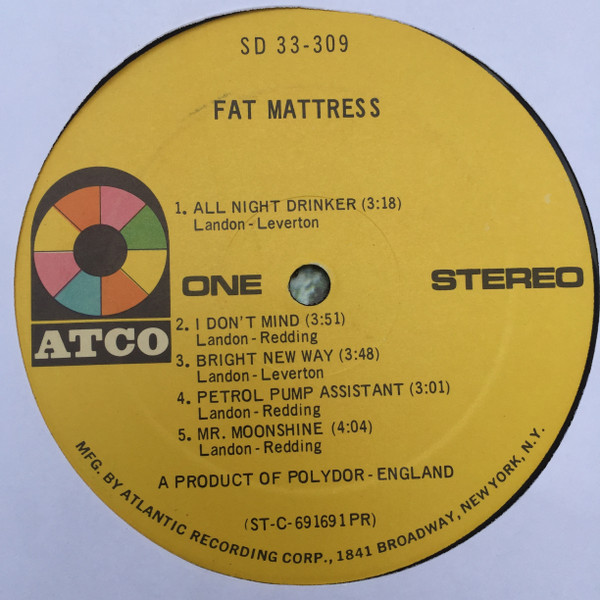 SD 33-309
FAT MATTRESS
1. ALL NIGHT DRINKER (3:18)
Landon - Leverton
ONE
STEREO
2. I DON'T MIND (3:51)
Landon - Redding
3. BRIGHT NEW WAY (3:48)
Landon - Leverton
4. PETROL PUMP ASSISTANT (3:01)
Landon - Redding
5. MR. MOONSHINE (4:04)
Landon - Redding
ATCO
A PRODUCT OF POLYDOR - ENGLAND
(ST-C-691691PR)
MFG. BY ATLANTIC RECORDING CORP., 1841 BROADWAY, NEW YORK, N.Y.